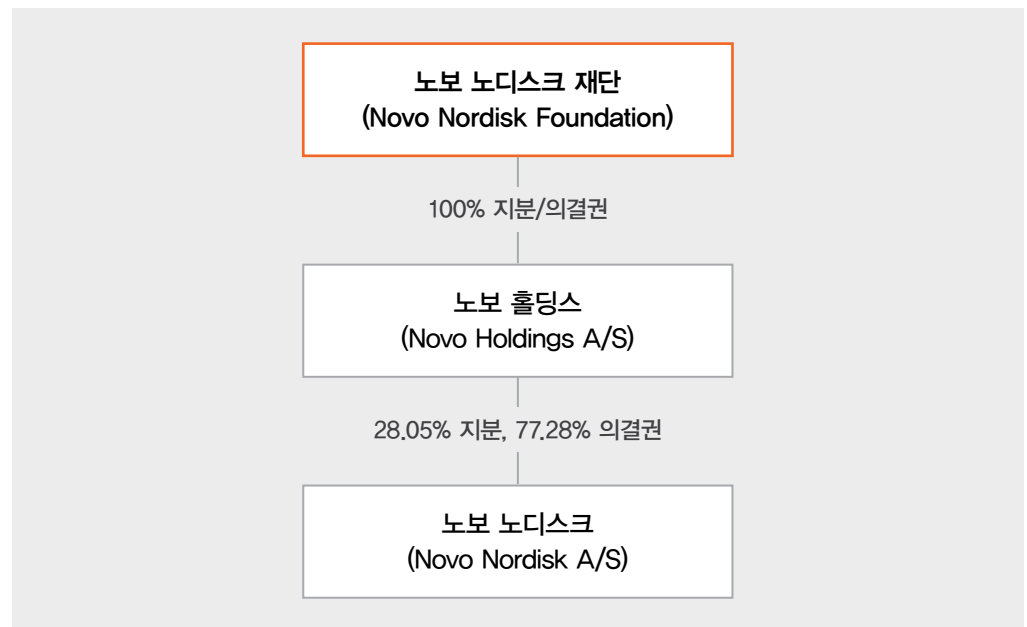 노보 노디스크 재단
(Novo Nordisk Foundation)
100% 지분/의결권
노보 홀딩스
(Novo Holdings A/S)
28.05% 지분, 77.28% 의결권
노보 노디스크
(Novo Nordisk A/S)